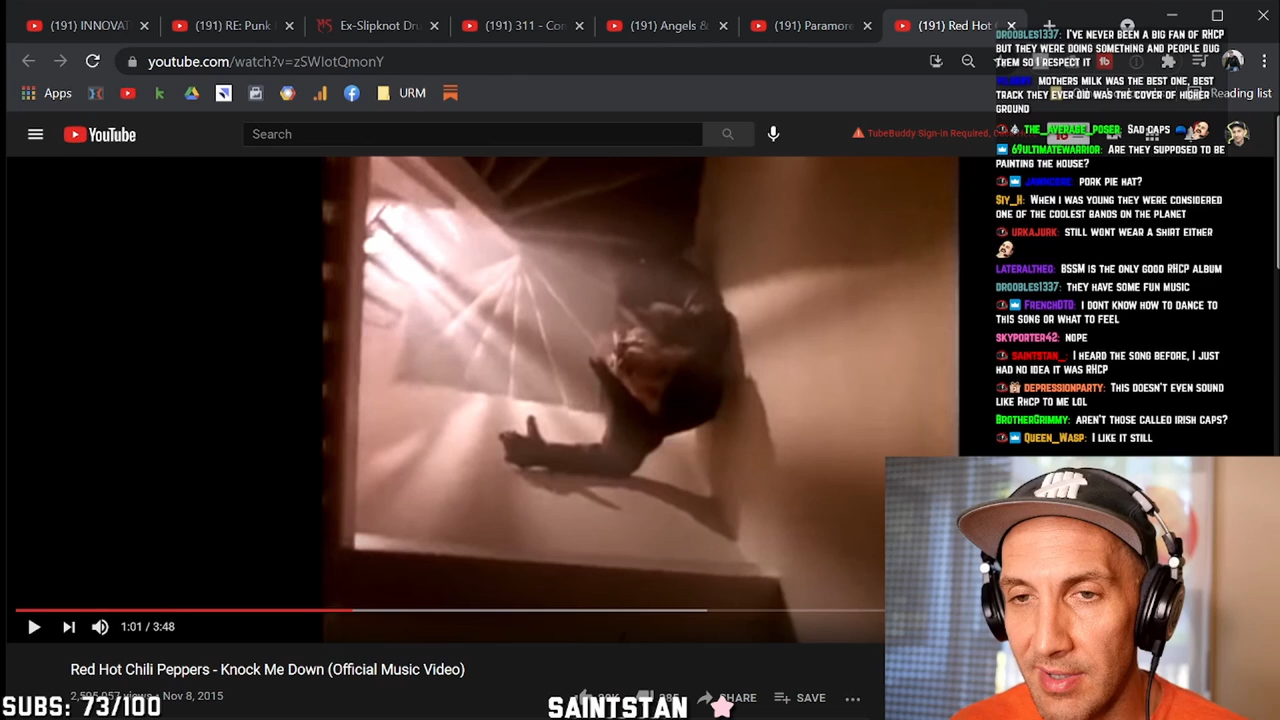 (191) INNOVAT
(191) RE: Punk
Ex-Slipknot Dru
(191) 311 - Con
(191) Angels &
(191) Paramore
(191) Red Hot
youtube.com/watch?v=zSWIotQmonY
Apps
URM
Reading list
YouTube
Search
TubeBuddy Sign-in Required, Cl
DROOBLES1337: I'VE NEVER BEEN A BIG FAN OF RHCP
BUT THEY WERE DOING SOMETHING AND PEOPLE DUG
THEM SO I RESPECT IT
MOTHERS MILK WAS THE BEST ONE, BEST
TRACK THEY EVER DID WAS THE COVER OF HIGHER
GROUND
THE_AVERAGE_POSER: SAD CAPS
69ULTIMATEWARRIOR: ARE THEY SUPPOSED TO BE
PAINTING THE HOUSE?
PORK PIE HAT?
SIY_H: WHEN I WAS YOUNG THEY WERE CONSIDERED
ONE OF THE COOLEST BANDS ON THE PLANET
URKAJURK: STILL WONT WEAR A SHIRT EITHER
LATERALTHEO: BSSM IS THE ONLY GOOD RHCP ALBUM
DROOBLES1337: THEY HAVE SOME FUN MUSIC
FRENCHDTD: I DONT KNOW HOW TO DANCE TO
THIS SONG OR WHAT TO FEEL
SKYPORTER42: NOPE
SAINTSTAN_: I HEARD THE SONG BEFORE, I JUST
HAD NO IDEA IT WAS RHCP
DEPRESSIONPARTY: THIS DOESN'T EVEN SOUND
LIKE RHCP TO ME LOL
BROTHERGRIMMY: AREN'T THOSE CALLED IRISH CAPS?
QUEEN_WASP: I LIKE IT STILL
1:01 / 3:48
Red Hot Chili Peppers - Knock Me Down (Official Music Video)
views • Nov 8, 2015
SHARE
SAVE
SUBS: 73/100
SAINTSTAN